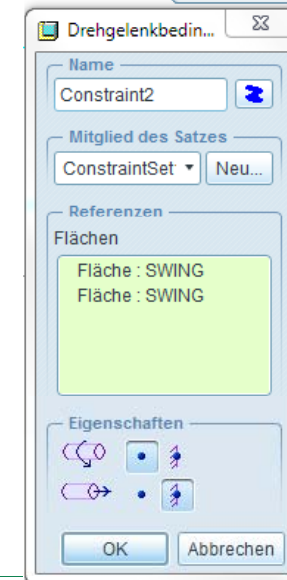 Drehgelenkbedin...
Name
Constraint2
Mitglied des Satzes
ConstraintSet
Neu...
Referenzen
Flächen
Fläche : SWING
Fläche : SWING
Eigenschaften
OK
Abbrechen